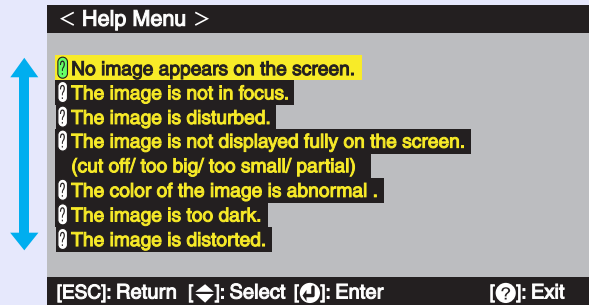 < Help Menu >
No image appears on the screen.
The image is not in focus.
The image is disturbed.
The image is not displayed fully on the screen.
(cut off/ too big/ too small/ partial)
The color of the image is abnormal .
The image is too dark.
The image is distorted.
[ESC]: Return [◆]: Select [⏎]: Enter [?]: Exit